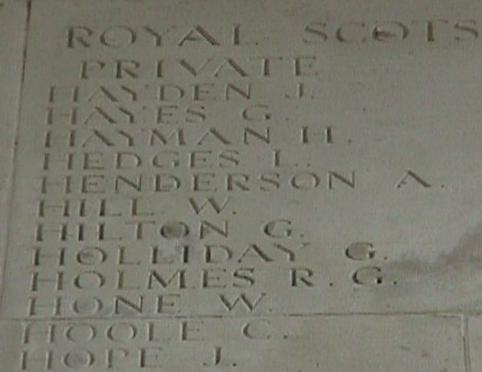 ROYAL SCOTS
PRIVATE
HAYDEN J.
HAYES G.
HAYMAN H.
HEDGES L.
HENDERSON A.
HILL W.
HILTON G.
HOLLIDAY G.
HOLMES R.G.
HONE W.
HOOLE C.
HOPE J.